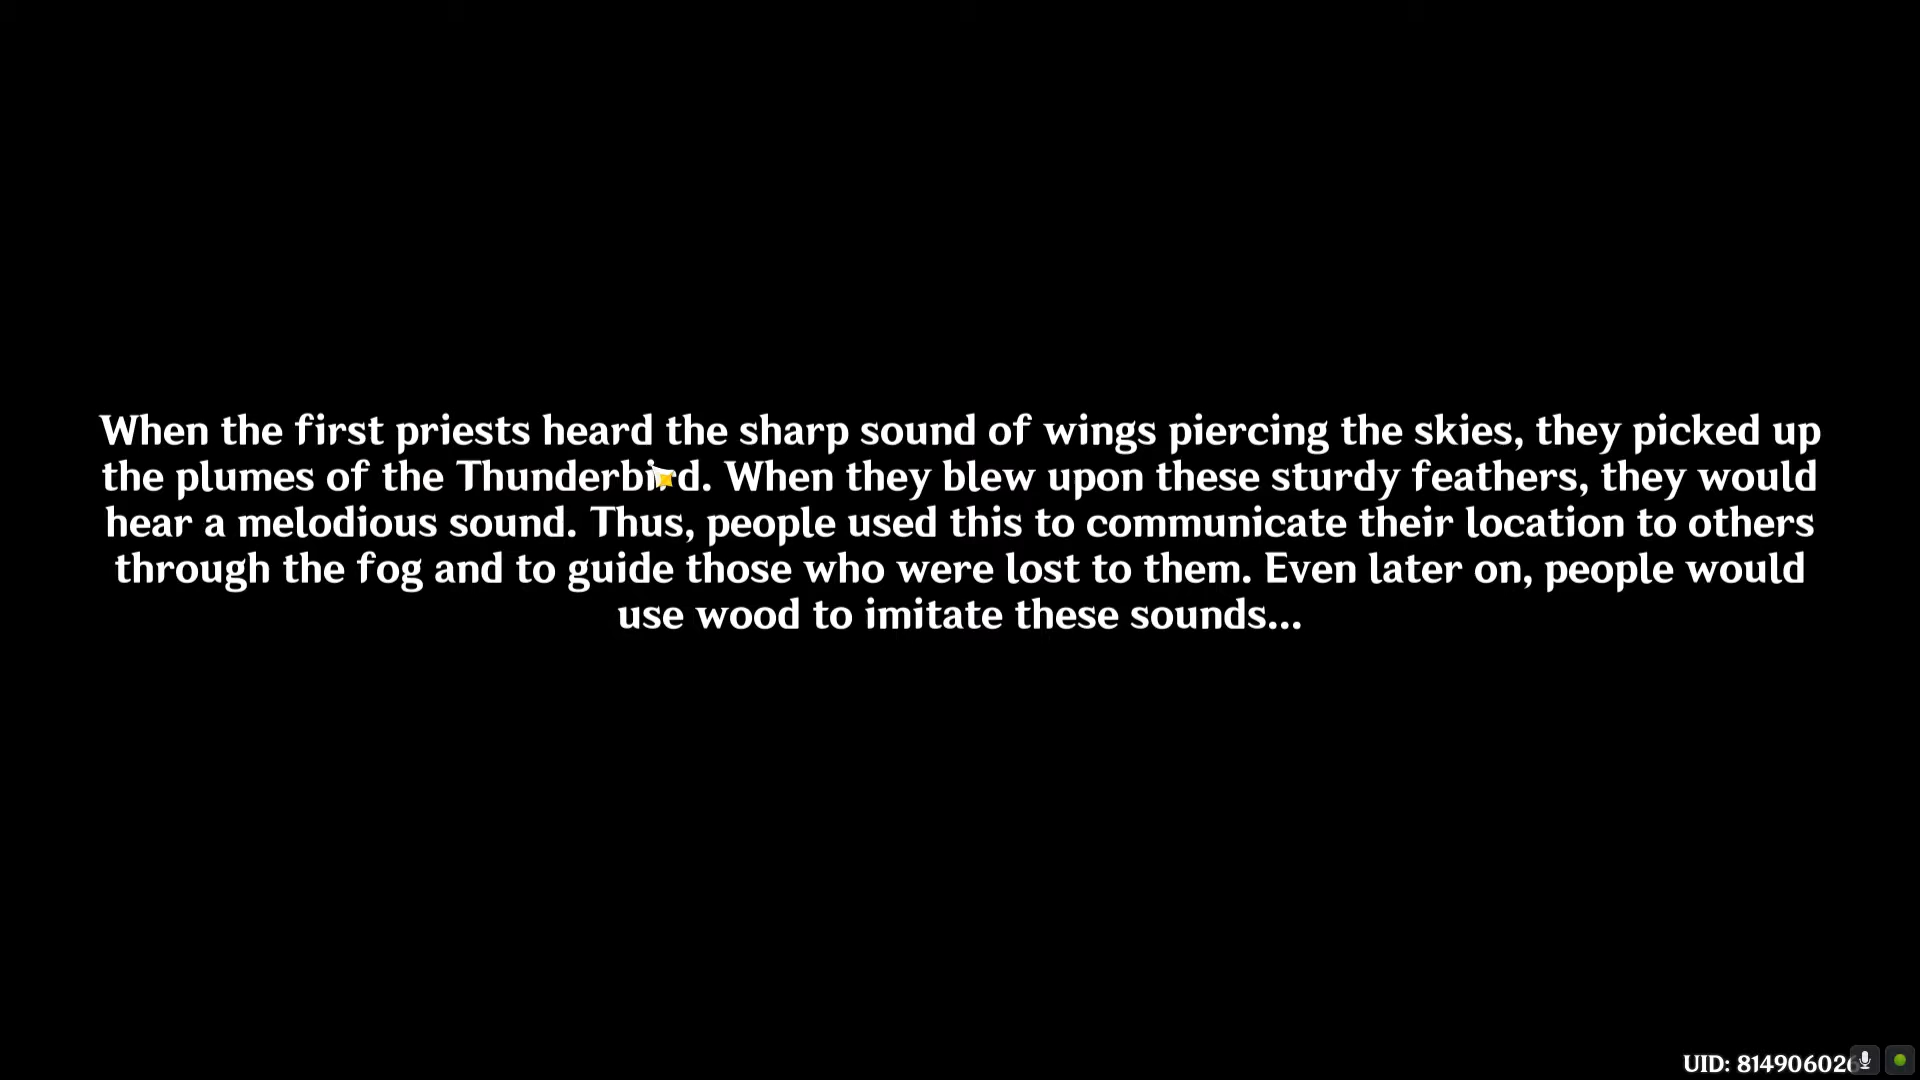 When the first priests heard the sharp sound of wings piercing the skies, they picked up
the plumes of the Thunderbird. When they blew upon these sturdy feathers, they would
hear a melodious sound. Thus, people used this to communicate their location to others
through the fog and to guide those who were lost to them. Even later on, people would
use wood to imitate these sounds...
UID: 814906026